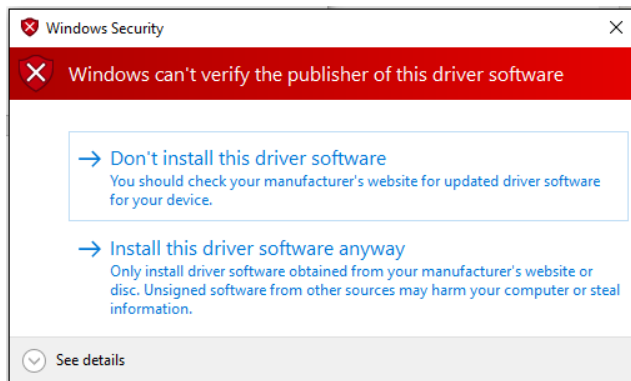 Windows Security
Windows can't verify the publisher of this driver software
Don't install this driver software
You should check your manufacturer's website for updated driver software
for your device.
Install this driver software anyway
Only install driver software obtained from your manufacturer's website or
disc. Unsigned software from other sources may harm your computer or steal
information.
See details